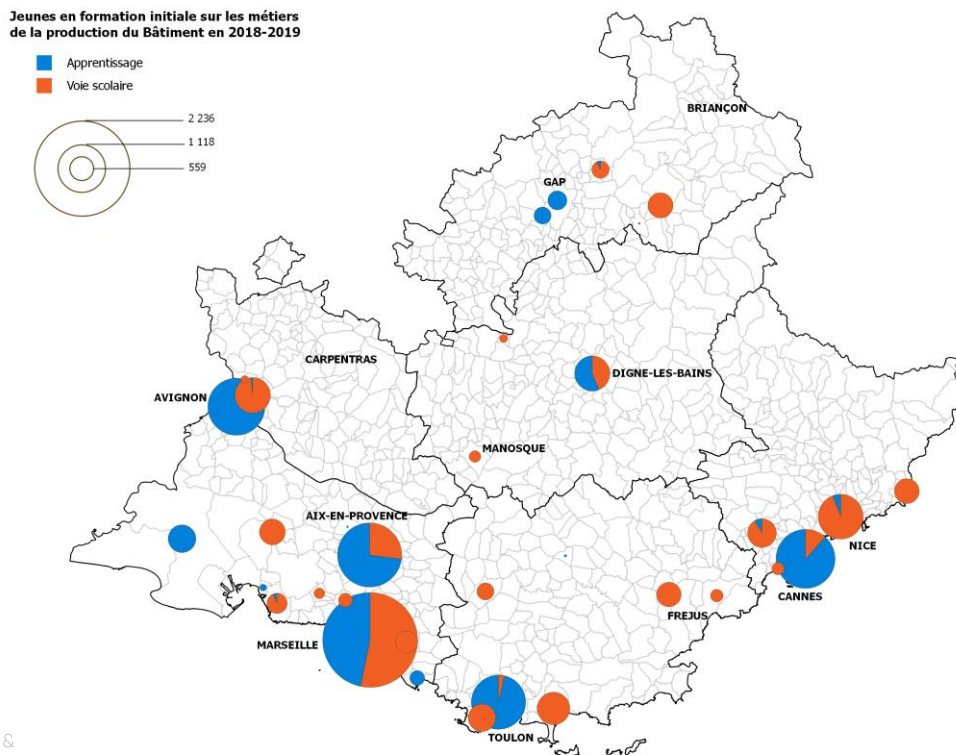 Jeunes en formation initiale sur les métiers
de la production du Bâtiment en 2018-2019
Apprentissage
Voie scolaire
2 236
1 118
559
BRIANÇON
GAP
CARPENTRAS
DIGNE-LES-BAINS
AVIGNON
MANOSQUE
AIX-EN-PROVENCE
NICE
CANNES
FREJUS
MARSEILLE
TOULON
&